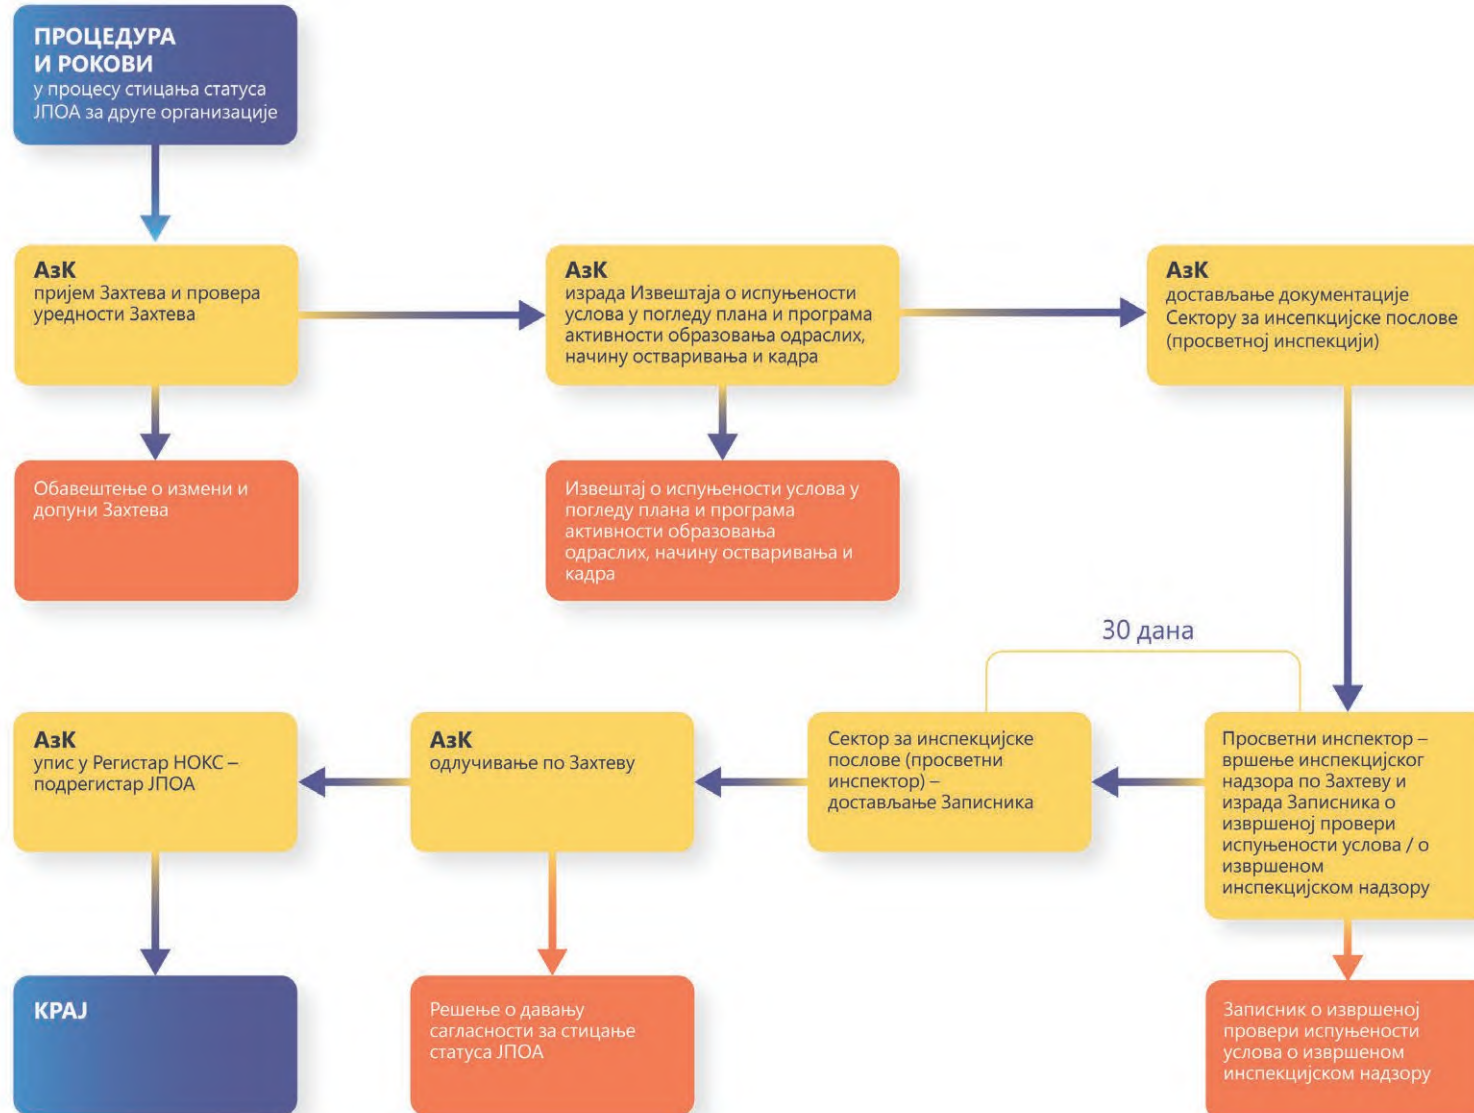 ПРОЦЕДУРА
И РОКОВИ
у процесу стицања статуса
ЈПОА за друге организације
АзК
пријем Захтева и провера
уредности Захтева
АзК
израда Извештаја о испуњености
услова у погледу плана и програма
активности образовања одраслих,
начину остваривања и кадра
АзК
достављање документације
Сектору за инсепкцијске послове
(просветној инспекцији)
Обавештење о измени и
допуни Захтева
Извештај о испуњености услова у
погледу плана и програма
активности образовања
одраслих, начину остваривања и
кадра
30 дана
АзК
упис у Регистар НОКС –
подрегистар ЈПОА
АзК
одлучивање по Захтеву
Сектор за инспекцијске
послове (просветни
инспектор) –
достављање Записника
Просветни инспектор –
вршење инспекцијског
надзора по Захтеву и
израда Записника о
извршеној провери
испуњености услова / о
извршеном
инспекцијском надзору
КРАЈ
Решење о давању
сагласности за стицање
статуса ЈПОА
Записник о извршеној
провери испуњености
услова о извршеном
инспекцијском надзору